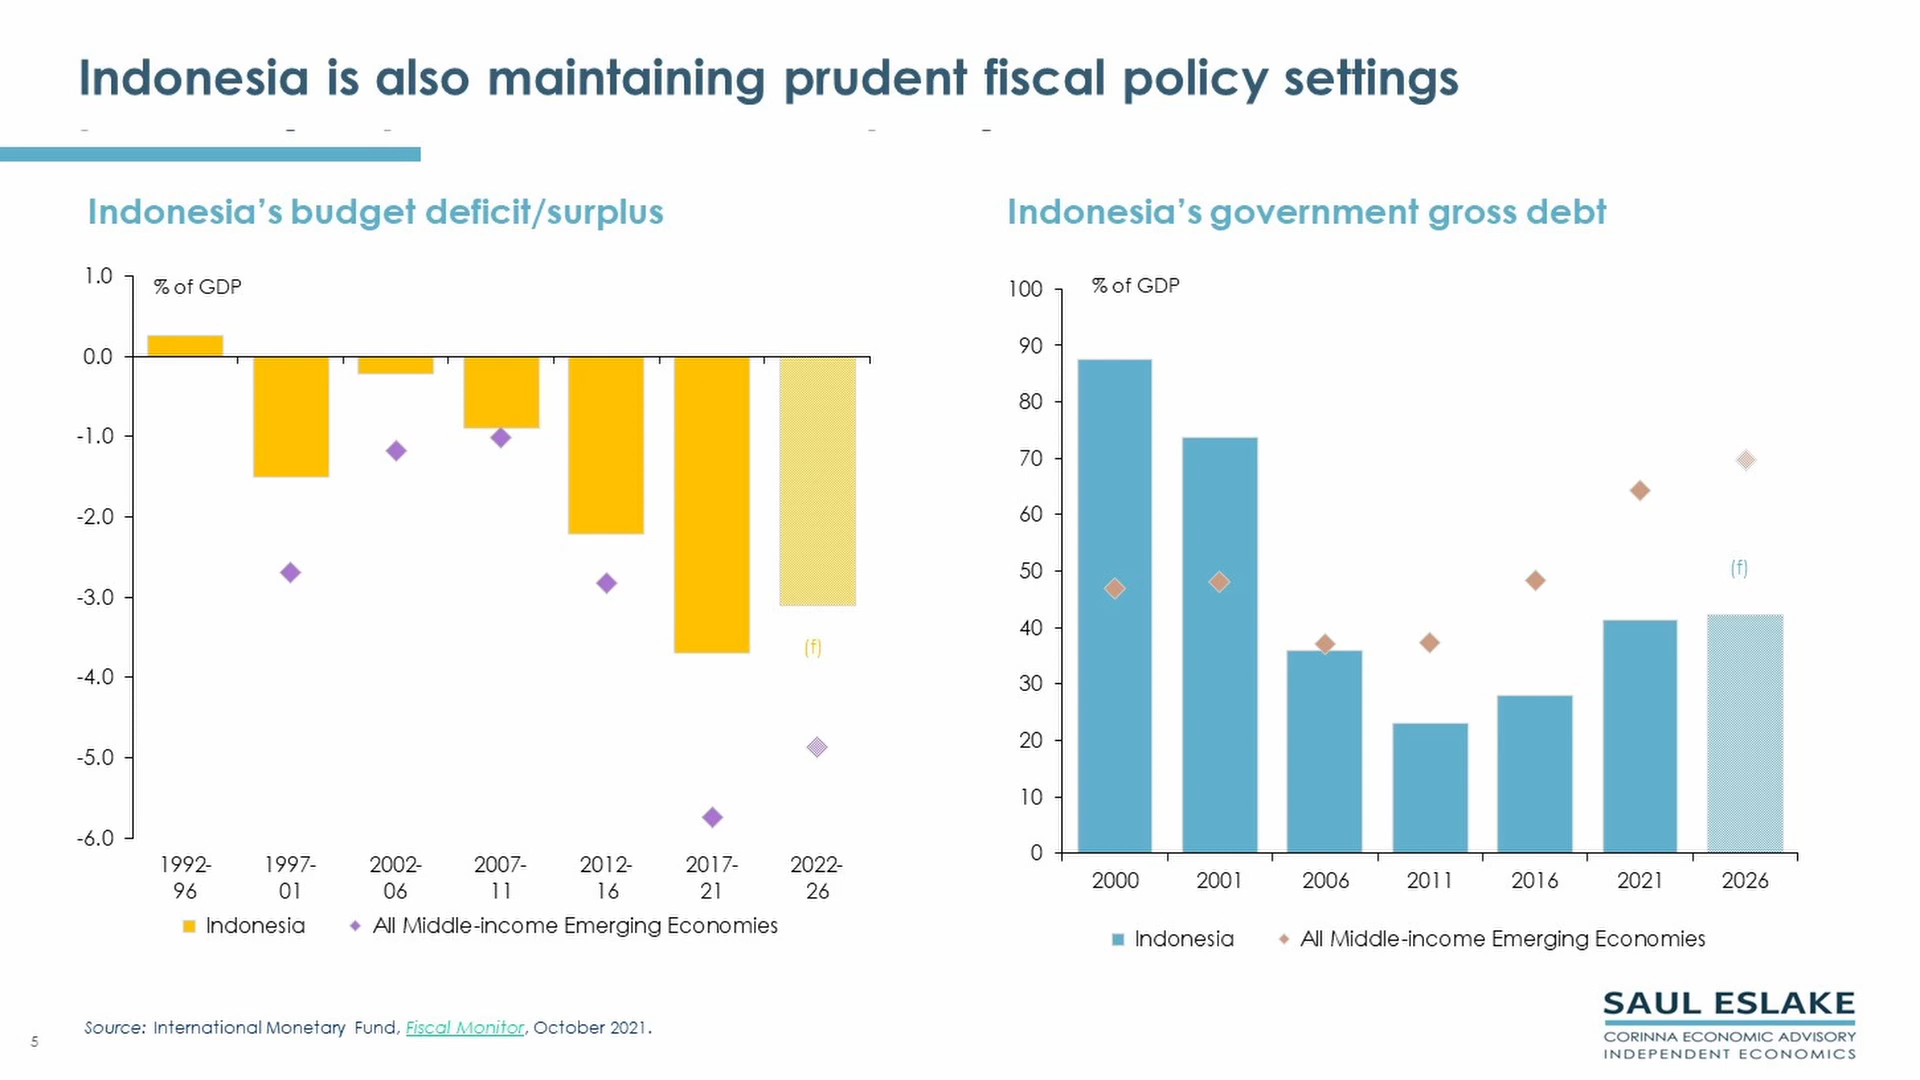 Indonesia is also maintaining prudent fiscal policy settings
Indonesia's budget deficit/surplus
1.0
% of GDP
0.0
-1.0
-2.0
-3.0
(f)
-4.0
-5.0
-6.0
1992-96
1997-01
2002-06
2007-11
2012-16
2017-21
2022-26
Indonesia
All Middle-income Emerging Economies
Indonesia's government gross debt
100
% of GDP
90
80
70
60
50
(f)
40
30
20
10
0
2000
2001
2006
2011
2016
2021
2026
Indonesia
All Middle-income Emerging Economies
Source: International Monetary Fund, Fiscal Monitor, October 2021.
5
SAUL ESLAKE
CORINNA ECONOMIC ADVISORY
INDEPENDENT ECONOMICS